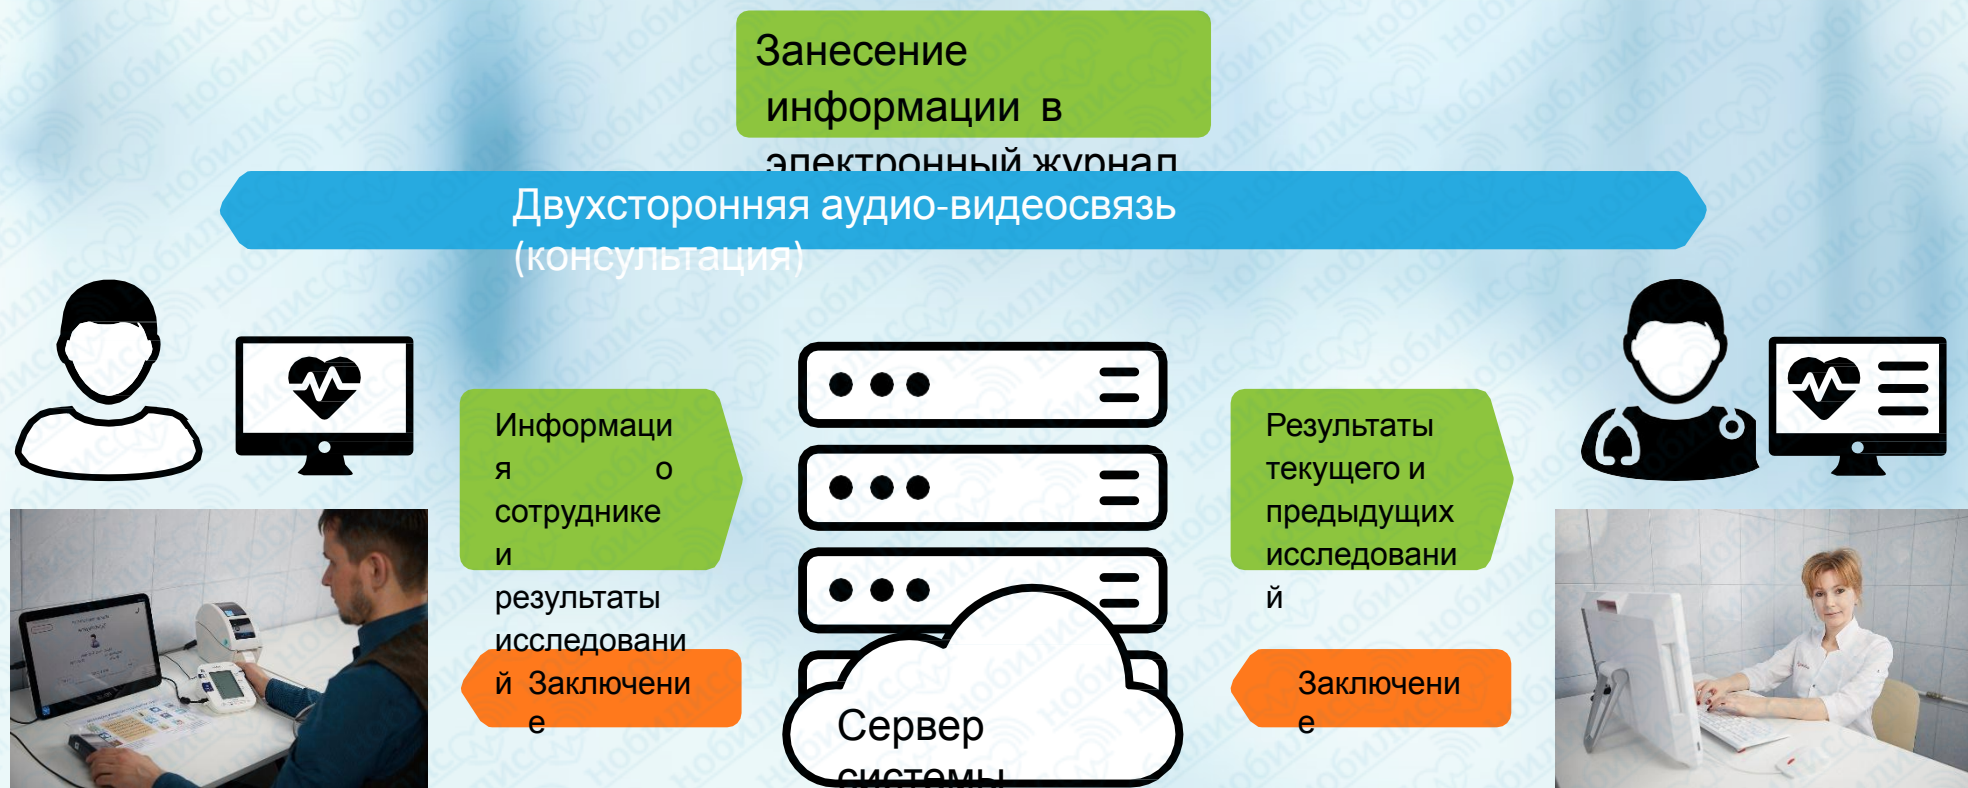 Занесение
информации в
электронный журнал
Двухсторонняя аудио-видеосвязь
(консультация)
Информаци
я о
сотруднике
и
результаты
исследовани
й
Заключени
е
Результаты
текущего и
предыдущих
исследовани
й
Заключени
е
Сервер
системы
нобилисс